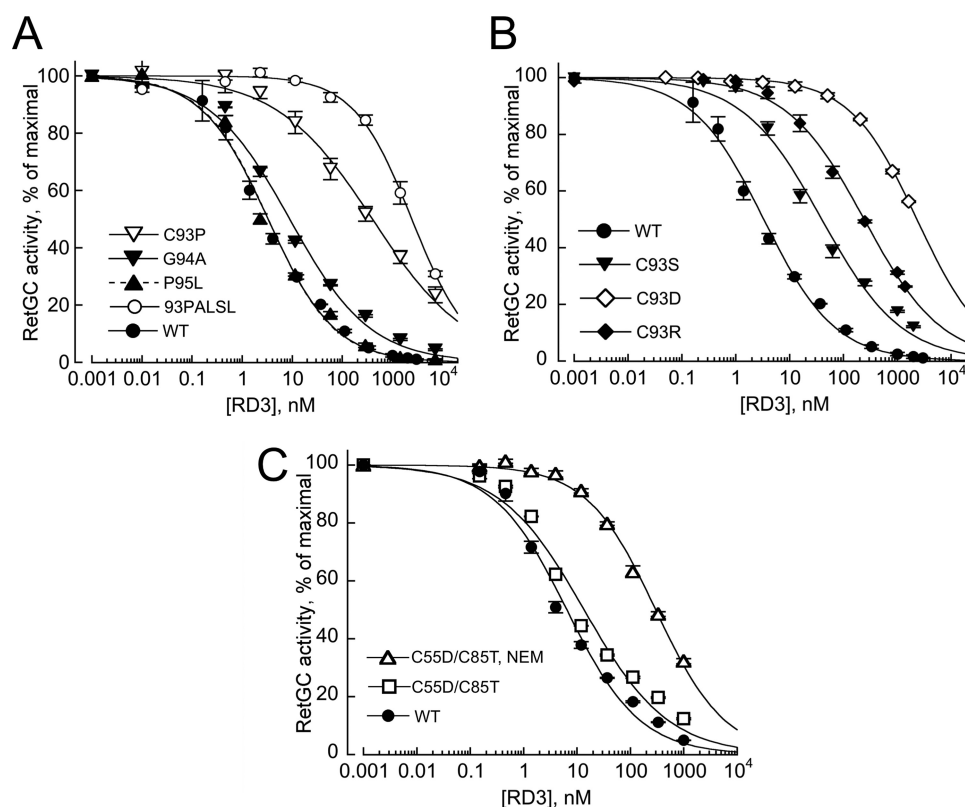 A
RetGC activity, % of maximal
100
80
60
40
20
0
C93P
G94A
P95L
93PALSL
WT
0.001 0.01 0.1 1 10 100 1000 10⁴
[RD3], nM
B
RetGC activity, % of maximal
100
80
60
40
20
0
WT
C93S
C93D
C93R
0.001 0.01 0.1 1 10 100 1000 10⁴
[RD3], nM
C
RetGC activity, % of maximal
100
80
60
40
20
0
C55D/C85T, NEM
C55D/C85T
WT
0.001 0.01 0.1 1 10 100 1000 10⁴
[RD3], nM